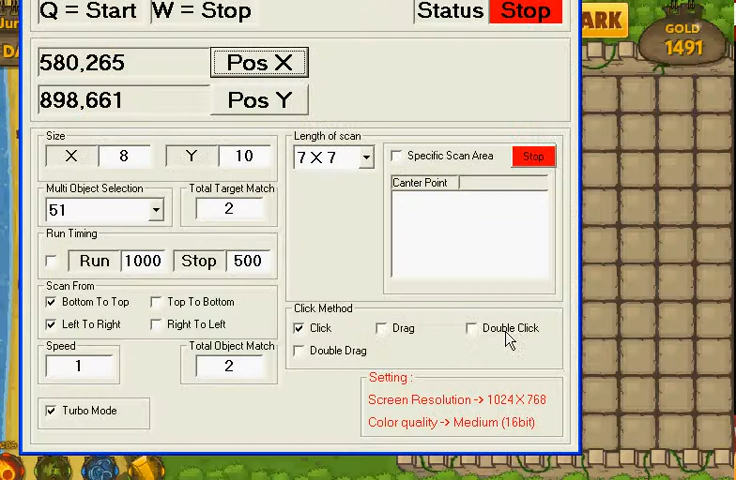 Q = Start W = Stop Status Stop
ARK
GOLD
1491
580,265 Pos X
898,661 Pos Y
Size
X 8 Y 10
Length of scan
7 X 7
Specific Scan Area Stop
Canter Point
Multi Object Selection
51
Total Target Match
2
Run Timing
Run 1000 Stop 500
Scan From
Bottom To Top Top To Bottom
Left To Right Right To Left
Click Method
Click Drag Double Click
Double Drag
Speed
1
Total Object Match
2
Turbo Mode
Setting :
Screen Resolution -> 1024 X 768
Color quality -> Medium (16bit)